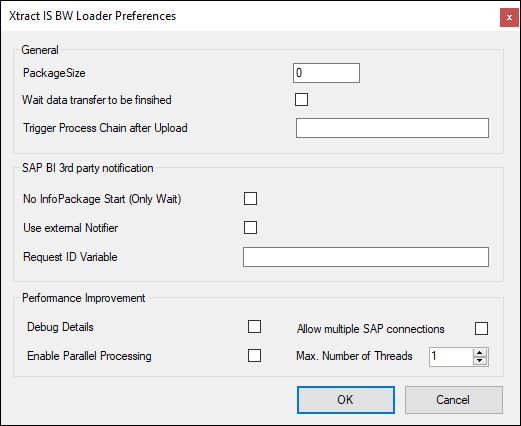 Xtract IS BW Loader Preferences
x
General
PackageSize
0
Wait data transfer to be finsihed
Trigger Process Chain after Upload
SAP BI 3rd party notification
No InfoPackage Start (Only Wait)
Use external Notifier
Request ID Variable
Performance Improvement
Debug Details
Allow multiple SAP connections
Enable Parallel Processing
Max. Number of Threads
1
OK
Cancel